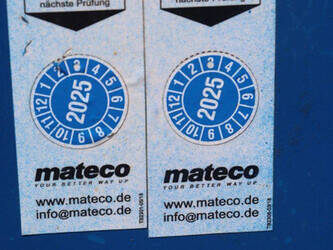 nächste Prüfung
1 2 3 4 5 6 7 8 9 10 11 12
2025
mateco
YOUR BETTER WAY UP
www.mateco.de
info@mateco.de
nächste Prüfung
1 2 3 4 5 6 7 8 9 10 11 12
2025
mateco
YOUR BETTER WAY UP
www.mateco.de
info@mateco.de